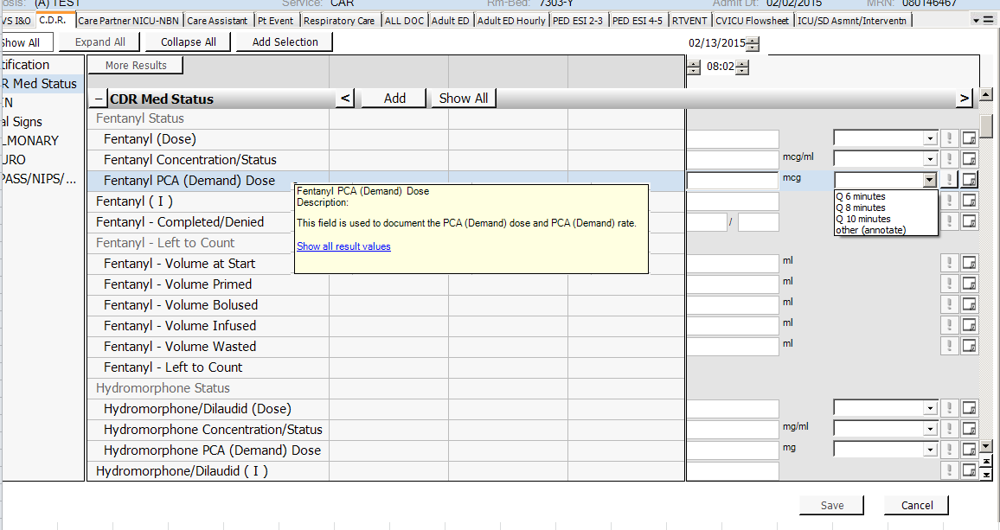 osis: (A) TEST Service: CAR Rm-Bed: 7303-Y Admit Dt: 02/02/2015 MRN: 080146467
VS I&O C.D.R. Care Partner NICU-NBN Care Assistant Pt Event Respiratory Care ALL DOC Adult ED Adult ED Hourly PED ESI 2-3 PED ESI 4-5 RTVENT CVICU Flowsheet ICU/SD Asmnt/Interventn
Show All Expand All Collapse All Add Selection 02/13/2015
tification
R Med Status
EN
al Signs
LMONARY
URO
PASS/NIPS/...
More Results 08:02
− CDR Med Status < Add Show All >
Fentanyl Status
Fentanyl (Dose)
Fentanyl Concentration/Status mcg/ml
Fentanyl PCA (Demand) Dose mcg
Fentanyl PCA (Demand) Dose
Description:
This field is used to document the PCA (Demand) dose and PCA (Demand) rate.
Show all result values
Q 6 minutes
Q 8 minutes
Q 10 minutes
other (annotate)
Fentanyl ( I )
Fentanyl - Completed/Denied /
Fentanyl - Left to Count
Fentanyl - Volume at Start ml
Fentanyl - Volume Primed ml
Fentanyl - Volume Bolused ml
Fentanyl - Volume Infused ml
Fentanyl - Volume Wasted ml
Fentanyl - Left to Count
Hydromorphone Status
Hydromorphone/Dilaudid (Dose)
Hydromorphone Concentration/Status mg/ml
Hydromorphone PCA (Demand) Dose mg
Hydromorphone/Dilaudid ( I )
Save Cancel